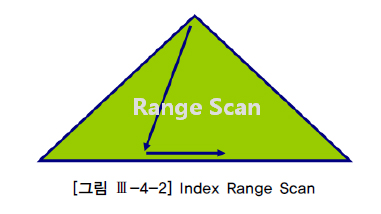 Range Scan
[그림 Ⅲ-4-2] Index Range Scan